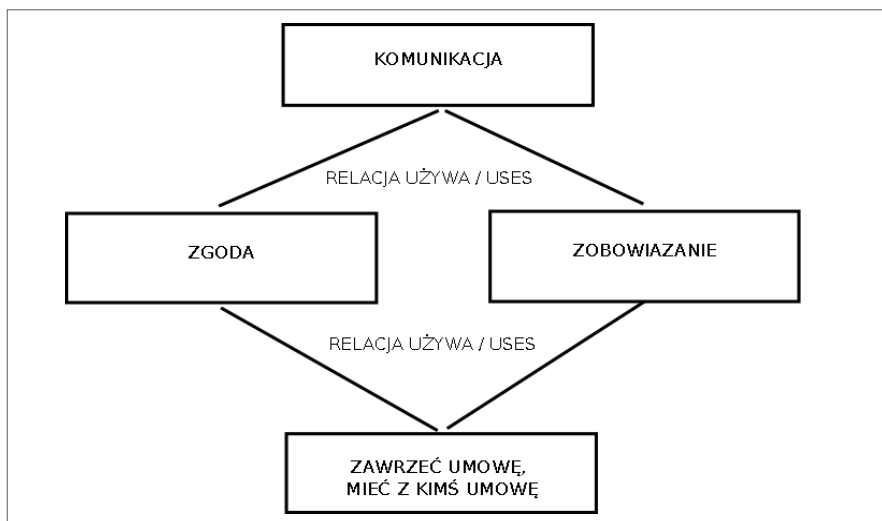 KOMUNIKACJA
RELACJA UŻYWA / USES
ZGODA
ZOBOWIAZANIE
RELACJA UŻYWA / USES
ZAWRZEĆ UMOWĘ,
MIEĆ Z KIMŚ UMOWĘ